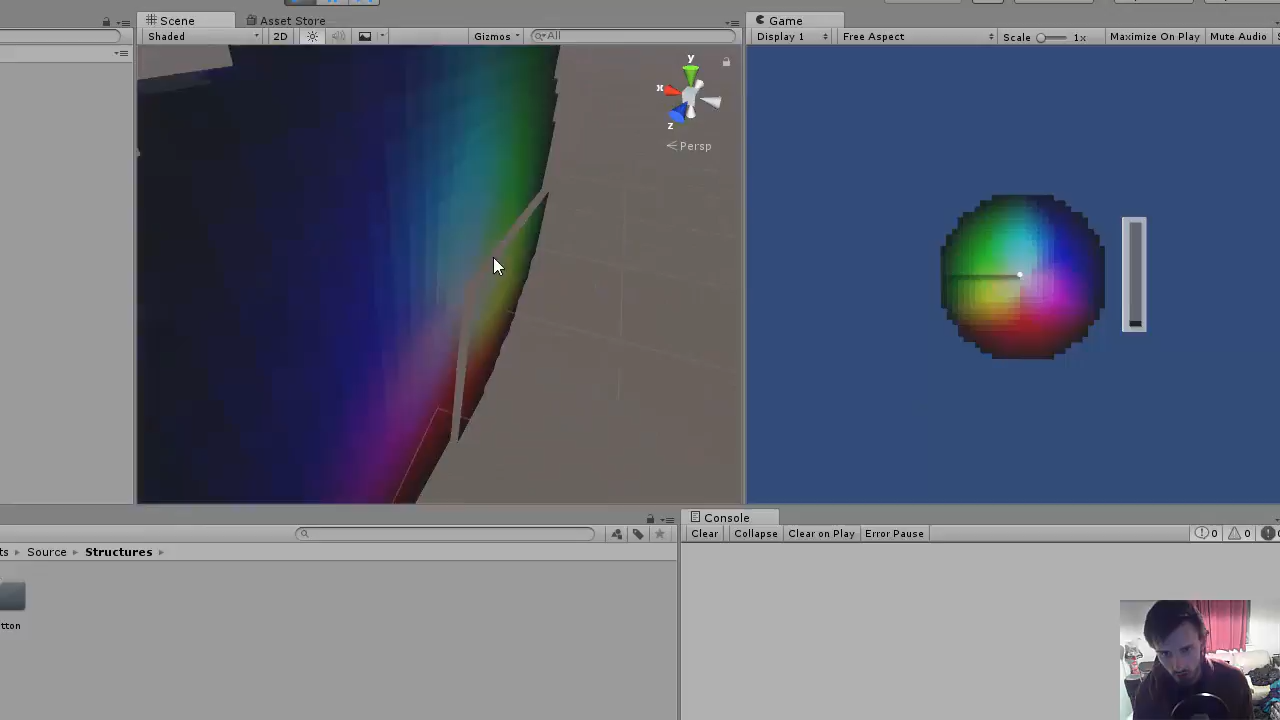 Scene
Asset Store
Game
Shaded
2D
Gizmos
All
Display 1
Free Aspect
Scale
1x
Maximize On Play
Mute Audio
y
x
z
Persp
Console
Clear
Collapse
Clear on Play
Error Pause
0
0
ts
Source
Structures
tton